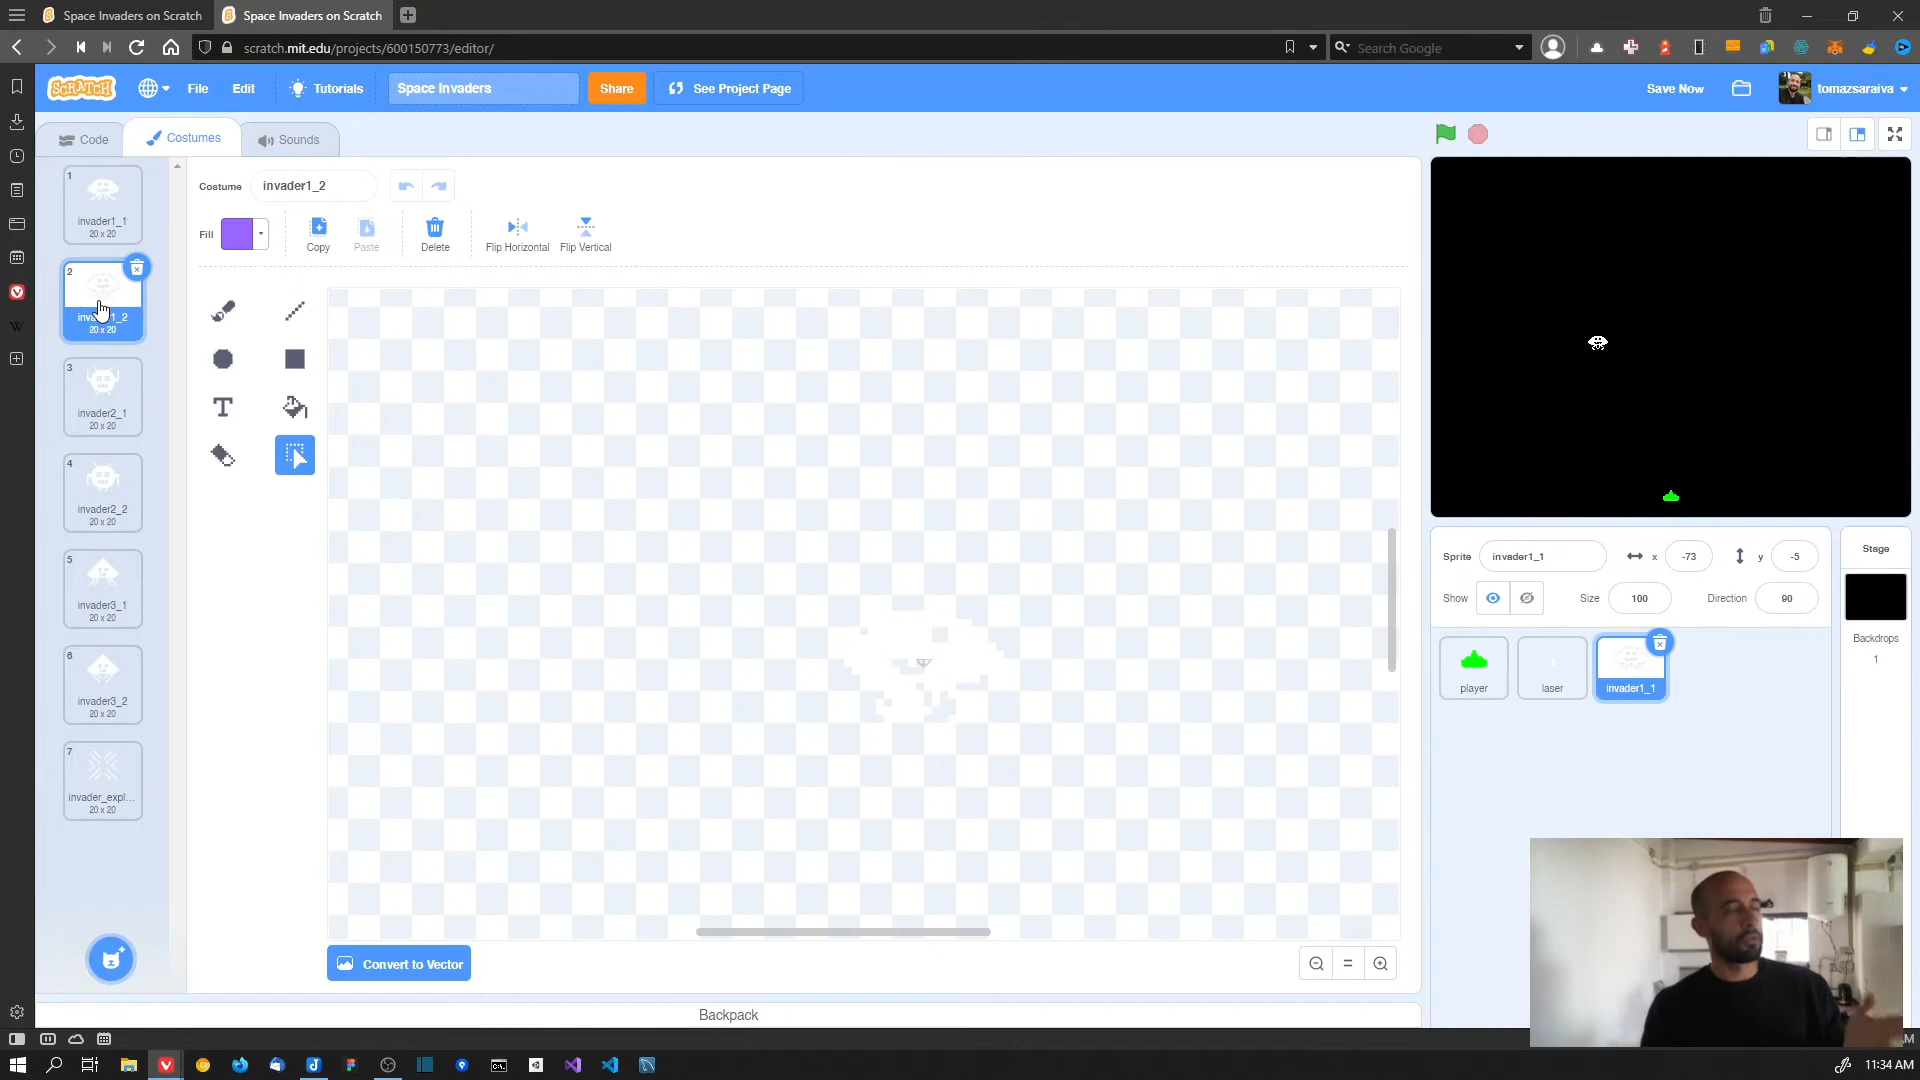 Space Invaders on Scratch
Space Invaders on Scratch
scratch.mit.edu/projects/600150773/editor/
Search Google
SCRATCH
File
Edit
Tutorials
Space Invaders
Share
See Project Page
Save Now
tomazsaraiva
Code
Costumes
Sounds
1
invader1_1
20 x 20
2
20 x 20
3
invader2_1
20 x 20
4
invader2_2
20 x 20
5
invader3_1
20 x 20
6
invader3_2
20 x 20
7
invader_expl...
20 x 20
Costume
invader1_2
Fill
Copy
Paste
Delete
Flip Horizontal
Flip Vertical
T
Convert to Vector
Backpack
Sprite
invader1_1
x
-73
y
-5
Show
Size
100
Direction
90
player
laser
invader1_1
Stage
Backdrops
1
11:34 AM